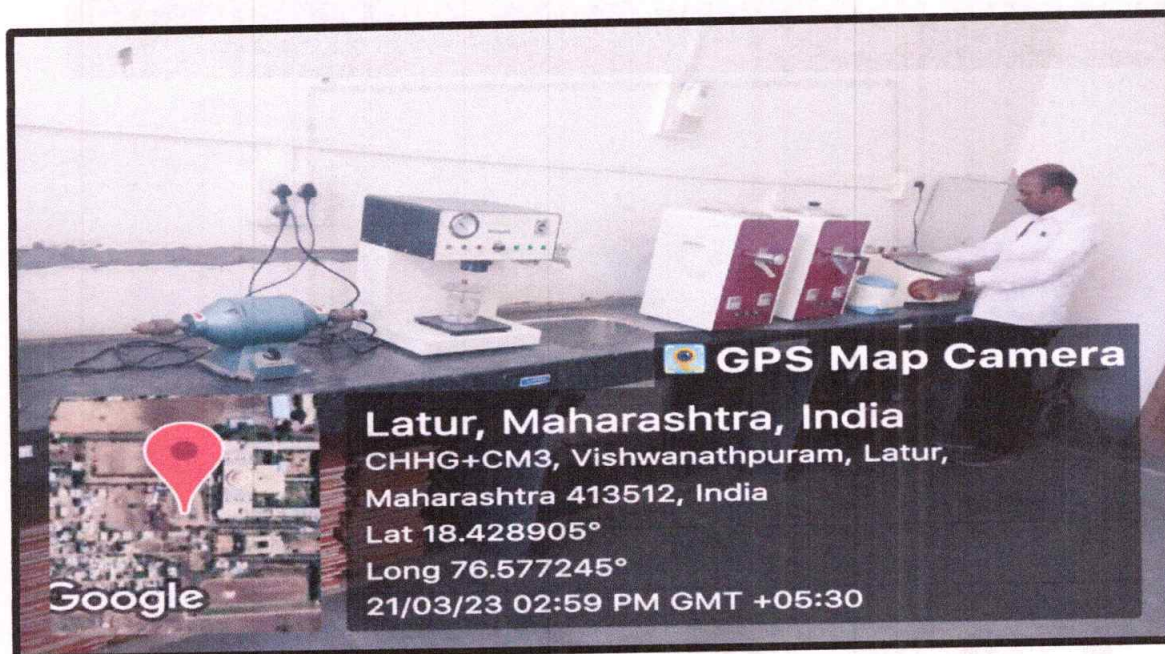 GPS Map Camera
Latur, Maharashtra, India
CHHG+CM3, Vishwanathpuram, Latur,
Maharashtra 413512, India
Lat 18.428905°
Long 76.577245°
21/03/23 02:59 PM GMT +05:30
Google